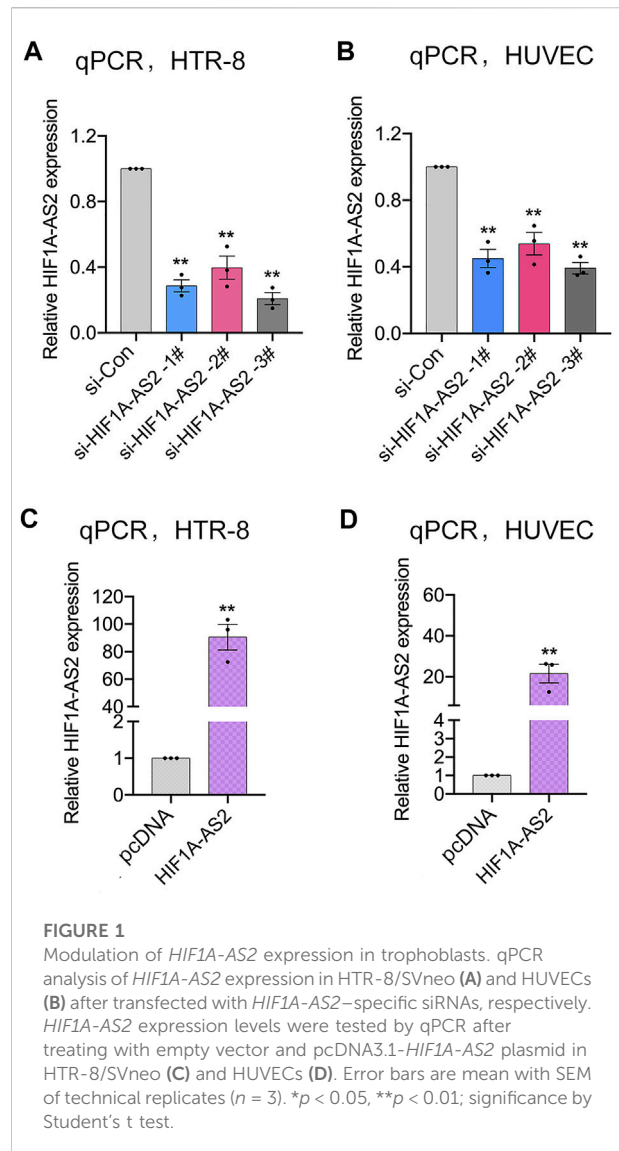 A
qPCR, HTR-8
Relative HIF1A-AS2 expression
1.2
0.8
0.4
0.0
**
**
**
si-Con
si-HIF1A-AS2 -1#
si-HIF1A-AS2 -2#
si-HIF1A-AS2 -3#
B
qPCR, HUVEC
Relative HIF1A-AS2 expression
1.2
0.8
0.4
0.0
**
**
**
si-Con
si-HIF1A-AS2 -1#
si-HIF1A-AS2 -2#
si-HIF1A-AS2 -3#
C
qPCR, HTR-8
Relative HIF1A-AS2 expression
120
100
80
60
40
2
1
0
**
pcDNA
HIF1A-AS2
D
qPCR, HUVEC
Relative HIF1A-AS2 expression
60
40
20
5
4
3
2
1
0
**
pcDNA
HIF1A-AS2
FIGURE 1
Modulation of HIF1A-AS2 expression in trophoblasts. qPCR
analysis of HIF1A-AS2 expression in HTR-8/SVneo (A) and HUVECs
(B) after transfected with HIF1A-AS2–specific siRNAs, respectively.
HIF1A-AS2 expression levels were tested by qPCR after
treating with empty vector and pcDNA3.1-HIF1A-AS2 plasmid in
HTR-8/SVneo (C) and HUVECs (D). Error bars are mean with SEM
of technical replicates (n = 3). *p < 0.05, **p < 0.01; significance by
Student's t test.